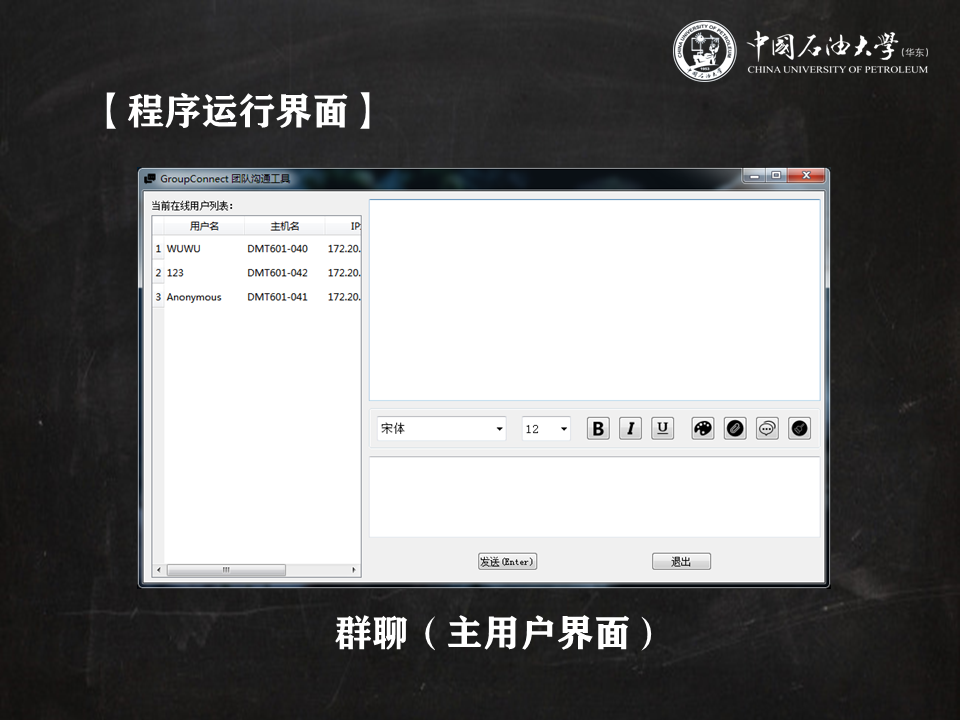 中国石油大学(华东)
CHINA UNIVERSITY OF PETROLEUM
【程序运行界面】
GroupConnect 团队沟通工具
当前在线用户列表:
用户名 主机名 IP
1 WUWU DMT601-040 172.20.
2 123 DMT601-042 172.20.
3 Anonymous DMT601-041 172.20.
宋体 12 B I U
发送(Enter) 退出
群聊（主用户界面）